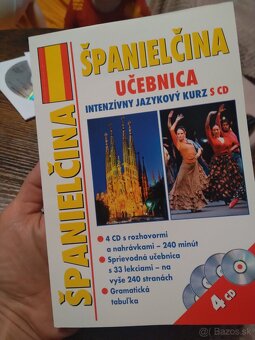 ŠPANIELČINA
ŠPANIELČINA
UČEBNICA
INTENZÍVNY JAZYKOVÝ KURZ S CD
4 CD s rozhovormi
a nahrávkami – 240 minút
Sprievodná učebnica
s 33 lekciami – na
vyše 240 stranách
Gramatická
tabuľka
4 CD
Bazos.sk